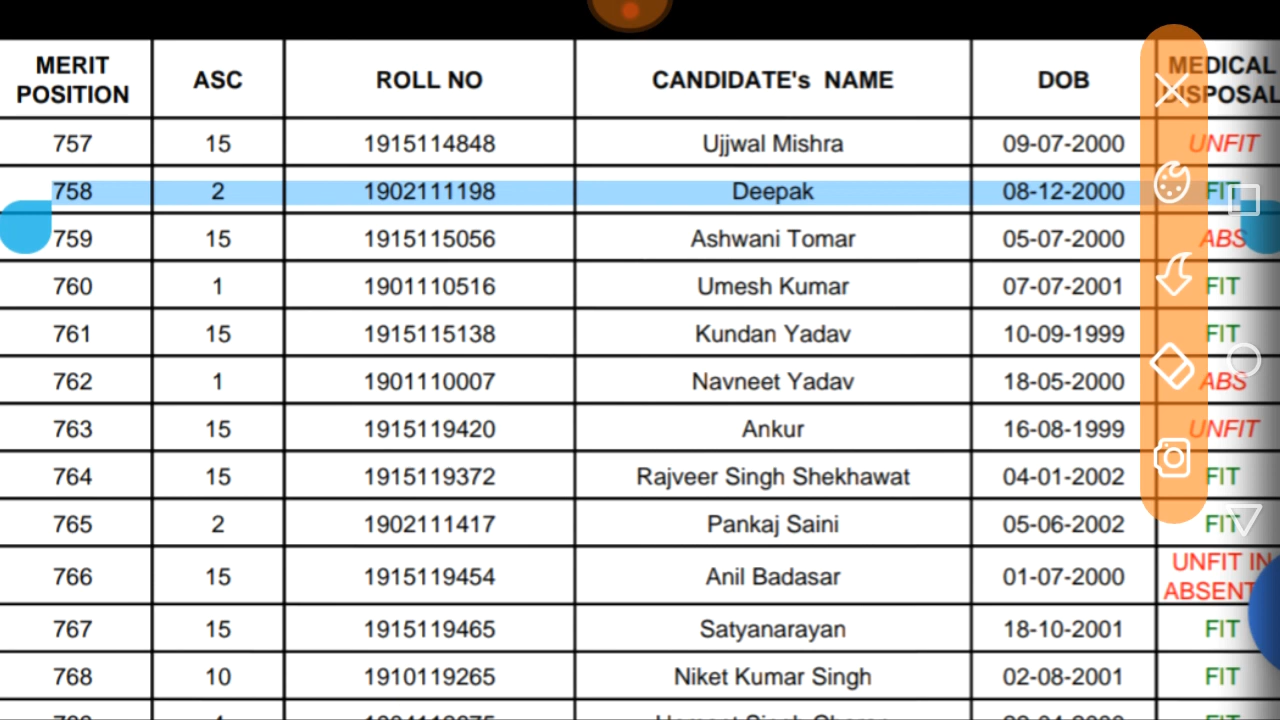 MERIT POSITION ASC ROLL NO CANDIDATE's NAME DOB MEDICAL DISPOSAL
757 15 1915114848 Ujjwal Mishra 09-07-2000 UNFIT
758 2 1902111198 Deepak 08-12-2000 FIT
759 15 1915115056 Ashwani Tomar 05-07-2000 ABS
760 1 1901110516 Umesh Kumar 07-07-2001 FIT
761 15 1915115138 Kundan Yadav 10-09-1999 FIT
762 1 1901110007 Navneet Yadav 18-05-2000 ABS
763 15 1915119420 Ankur 16-08-1999 UNFIT
764 15 1915119372 Rajveer Singh Shekhawat 04-01-2002 FIT
765 2 1902111417 Pankaj Saini 05-06-2002 FIT
766 15 1915119454 Anil Badasar 01-07-2000 UNFIT IN
767 15 1915119465 Satyanarayan 18-10-2001 FIT
768 10 1910119265 Niket Kumar Singh 02-08-2001 FIT